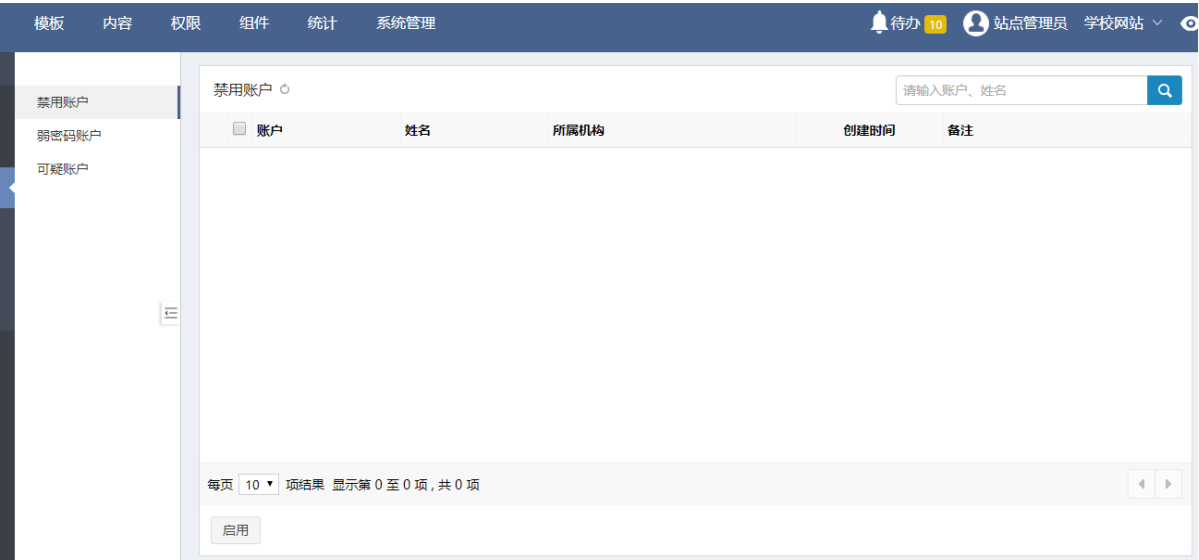 模板 内容 权限 组件 统计 系统管理 待办 10 站点管理员 学校网站
禁用账户
弱密码账户
可疑账户
禁用账户 请输入账户、姓名
账户 姓名 所属机构 创建时间 备注
每页 10 项结果 显示第 0 至 0 项 , 共 0 项
启用